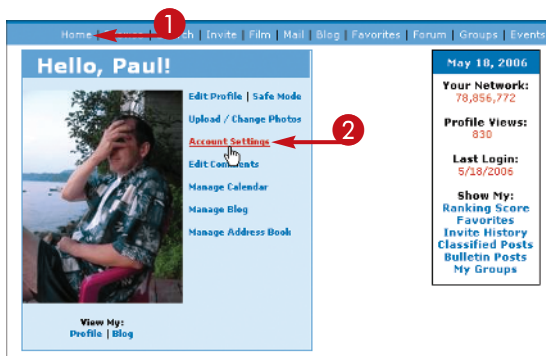 1
Home | Browse | Search | Invite | Film | Mail | Blog | Favorites | Forum | Groups | Events
Hello, Paul!
Edit Profile | Safe Mode
Upload / Change Photos
Account Settings
2
Edit Comments
Manage Calendar
Manage Blog
Manage Address Book
View My:
Profile | Blog
May 18, 2006
Your Network:
78,856,772
Profile Views:
830
Last Login:
5/18/2006
Show My:
Ranking Score
Favorites
Invite History
Classified Posts
Bulletin Posts
My Groups